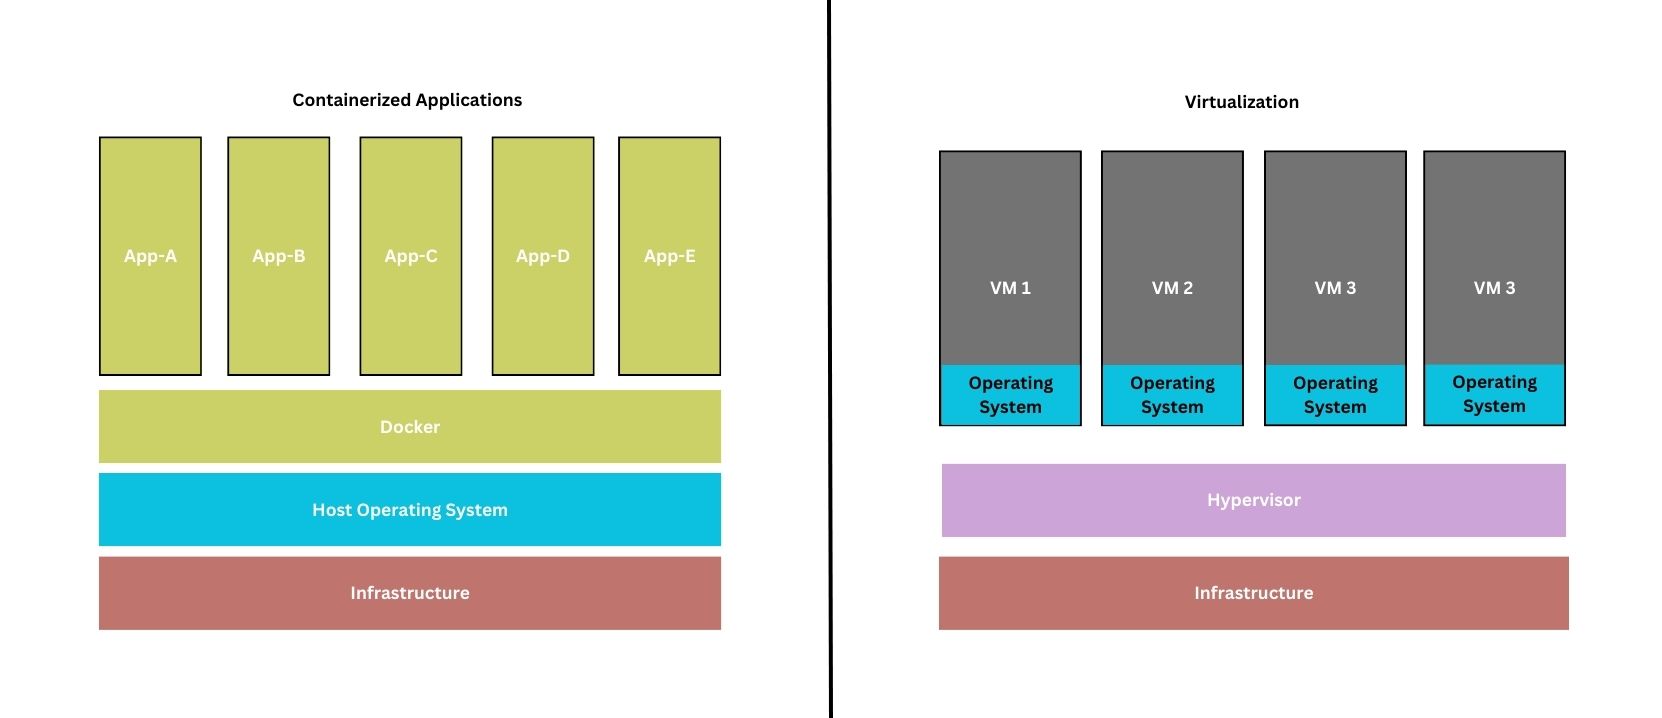 Containerized Applications
App-A
App-B
App-C
App-D
App-E
Docker
Host Operating System
Infrastructure
Virtualization
VM 1
VM 2
VM 3
VM 3
Operating
System
Operating
System
Operating
System
Operating
System
Hypervisor
Infrastructure